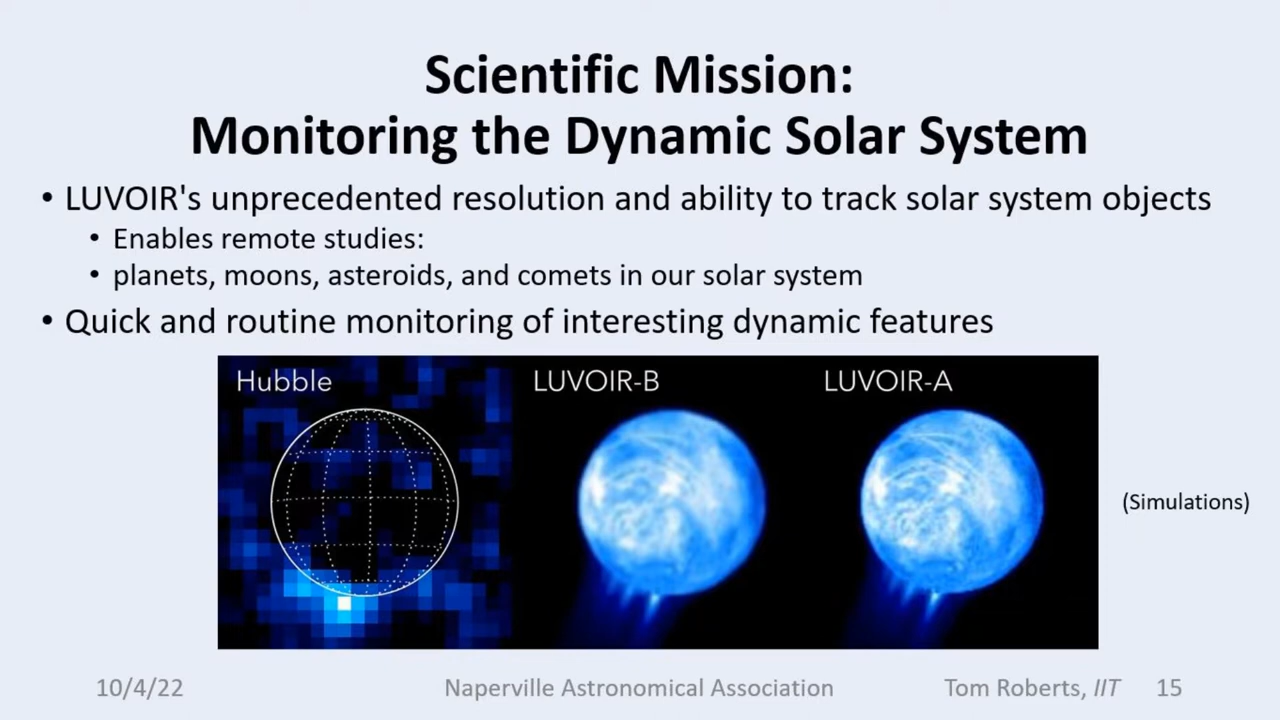 Scientific Mission:
Monitoring the Dynamic Solar System
• LUVOIR's unprecedented resolution and ability to track solar system objects
• Enables remote studies:
• planets, moons, asteroids, and comets in our solar system
• Quick and routine monitoring of interesting dynamic features
Hubble
LUVOIR-B
LUVOIR-A
(Simulations)
10/4/22
Naperville Astronomical Association
Tom Roberts, IIT
15